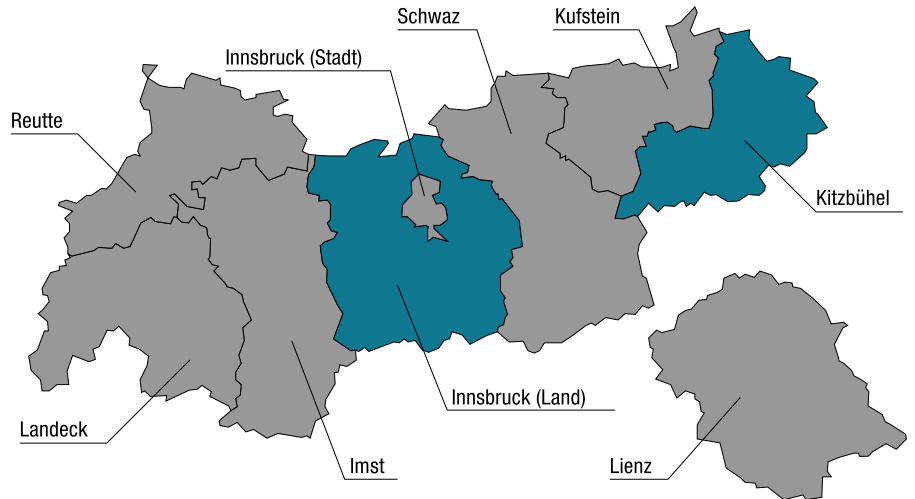 Schwaz
Kufstein
Innsbruck (Stadt)
Reutte
Kitzbühel
Innsbruck (Land)
Landeck
Imst
Lienz